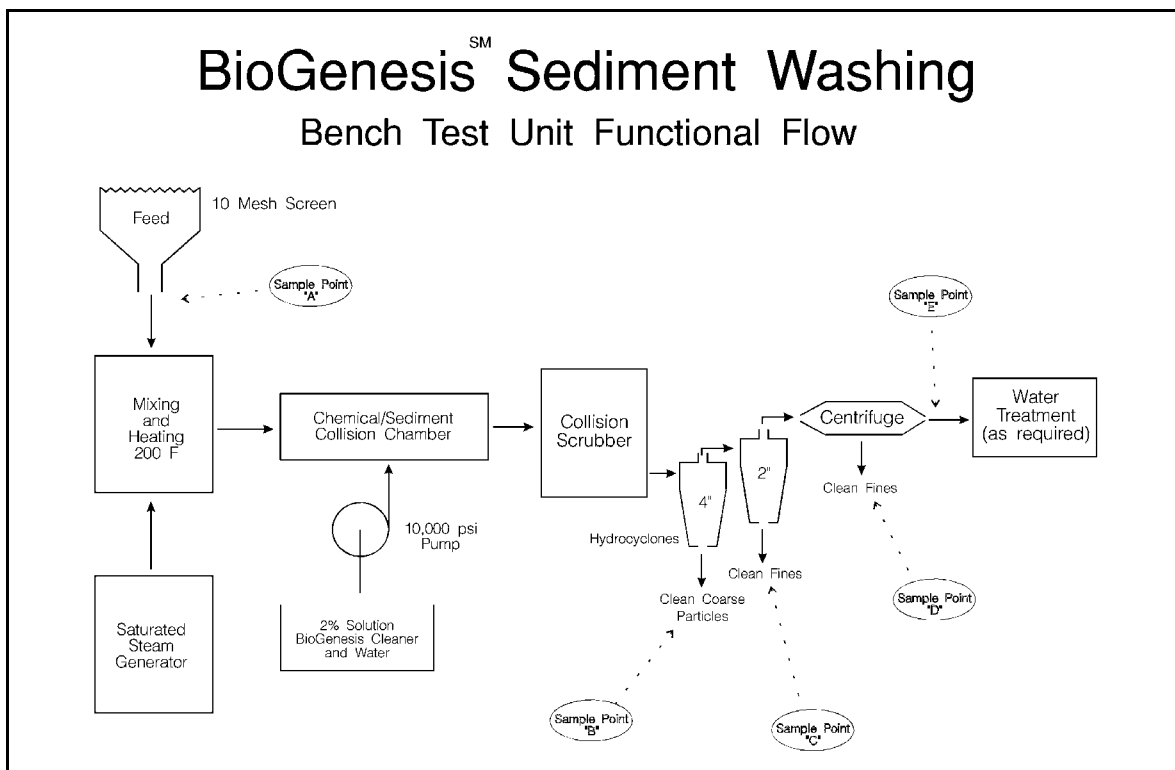 BioGenesis℠ Sediment Washing
Bench Test Unit Functional Flow
Feed
10 Mesh Screen
Sample Point
"A"
Sample Point
"E"
Mixing
and
Heating
200 F
Chemical/Sediment
Collision Chamber
Collision
Scrubber
4"
2"
Centrifuge
Water
Treatment
(as required)
Clean Fines
10,000 psi
Pump
Hydrocyclones
Clean Fines
Clean Coarse
Particles
Sample Point
"D"
Saturated
Steam
Generator
2% Solution
BioGenesis Cleaner
and Water
Sample Point
"B"
Sample Point
"C"